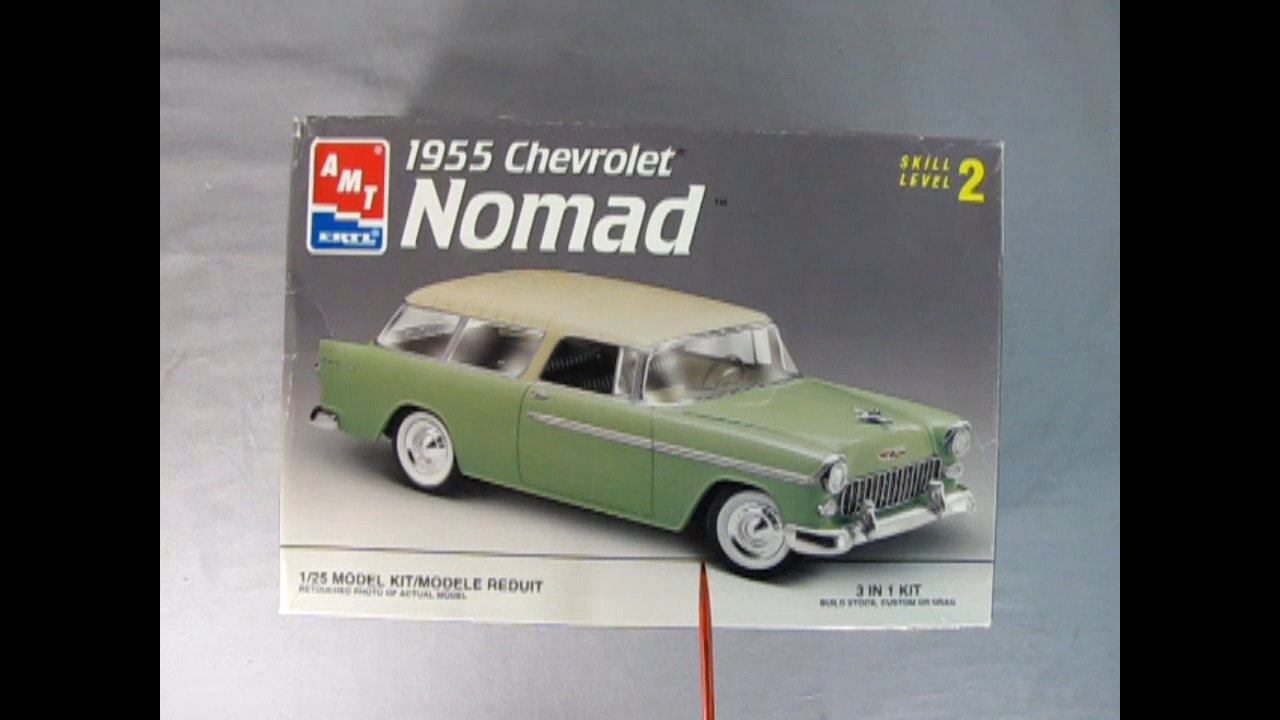 AMT
ERTL
1955 Chevrolet
Nomad™
SKILL
LEVEL 2
1/25 MODEL KIT/MODELE REDUIT
RETOUCHED PHOTO OF ACTUAL MODEL
3 IN 1 KIT
BUILD STOCK, CUSTOM OR DRAG